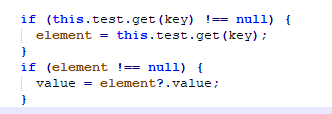 if (this.test.get(key) !== null) {
element = this.test.get(key);
}
if (element !== null) {
value = element?.value;
}